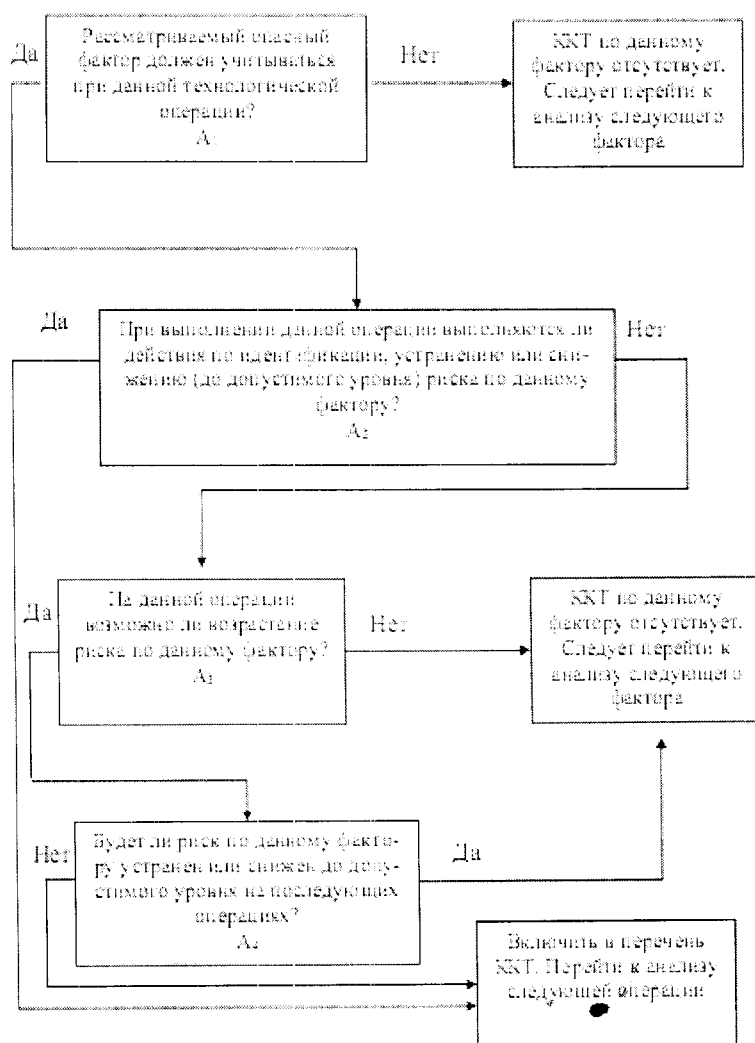 Да
Рассматриваемый опасный
фактор должен учитываться
при данной технологической
операции?
А₁
Нет
ККТ по данному
фактору отсутствует.
Следует перейти к
анализу следующего
фактора
Да
При выполнении данной операции выполняются ли
действия по идентификации, устранению или сни-
жению (до допустимого уровня) риска по данному
фактору?
А₂
Нет
Да
На данной операции
возможно ли возрастание
риска по данному фактору?
А₃
Нет
ККТ по данному
фактору отсутствует.
Следует перейти к
анализу следующего
фактора
Нет
Будет ли риск по данному факто-
ру устранен или снижен до допу-
стимого уровня на последующих
операциях?
А₄
Да
Включить в перечень
ККТ. Перейти к анализу
следующей операции